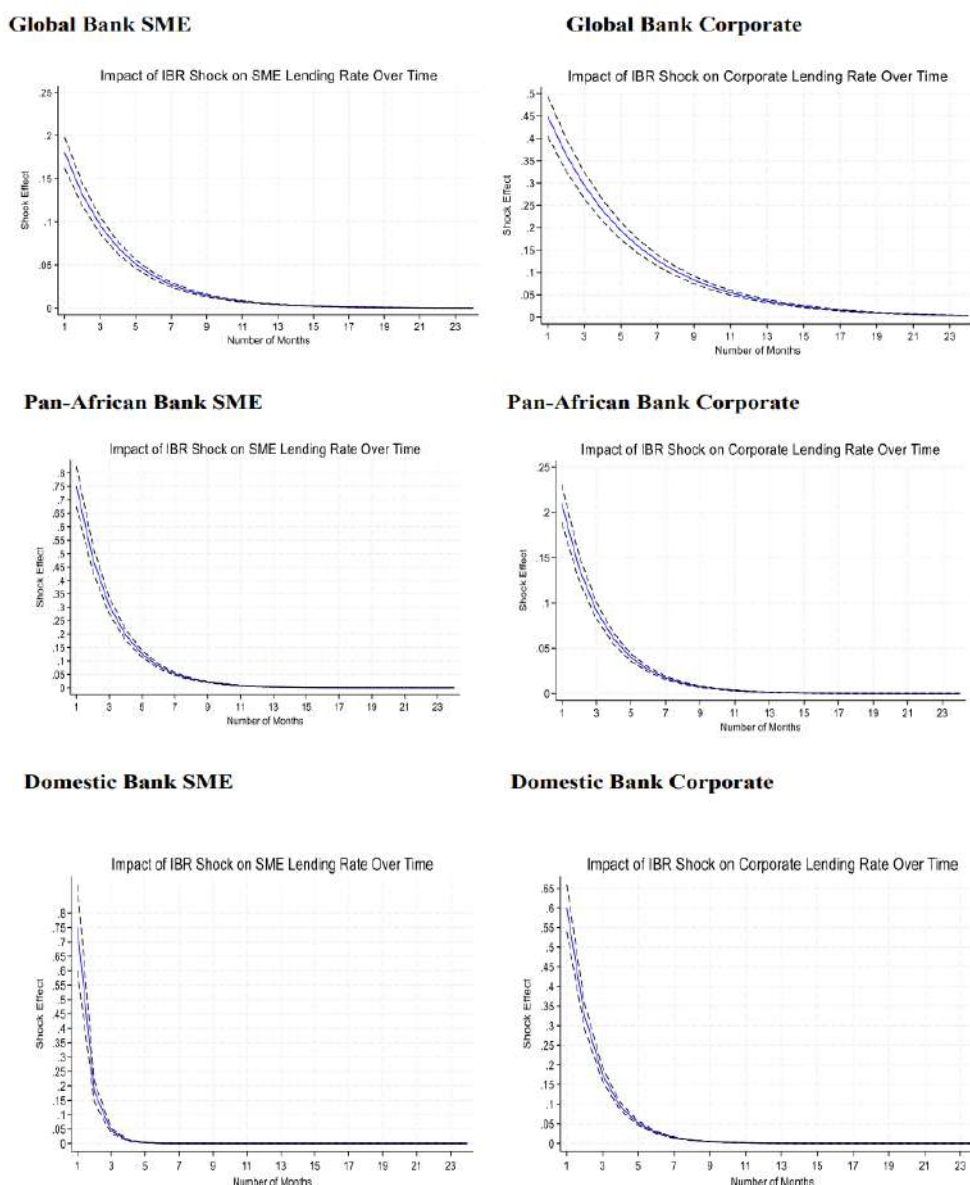 Global Bank SME
Global Bank Corporate
Impact of IBR Shock on SME Lending Rate Over Time
.25
.2
.15
.1
.05
0
Shock Effect
1 3 5 7 9 11 13 15 17 19 21 23
Number of Months
Impact of IBR Shock on Corporate Lending Rate Over Time
.5
.45
.4
.35
.3
.25
.2
.15
.1
.05
0
Shock Effect
1 3 5 7 9 11 13 15 17 19 21 23
Number of Months
Pan-African Bank SME
Pan-African Bank Corporate
Impact of IBR Shock on SME Lending Rate Over Time
.8
.75
.7
.65
.6
.55
.5
.45
.4
.35
.3
.25
.2
.15
.1
.05
0
Shock Effect
1 3 5 7 9 11 13 15 17 19 21 23
Number of Months
Impact of IBR Shock on Corporate Lending Rate Over Time
.25
.2
.15
.1
.05
0
Shock Effect
1 3 5 7 9 11 13 15 17 19 21 23
Number of Months
Domestic Bank SME
Domestic Bank Corporate
Impact of IBR Shock on SME Lending Rate Over Time
.8
.75
.7
.65
.6
.55
.5
.45
.4
.35
.3
.25
.2
.15
.1
.05
0
Shock Effect
1 3 5 7 9 11 13 15 17 19 21 23
Number of Months
Impact of IBR Shock on Corporate Lending Rate Over Time
.65
.6
.55
.5
.45
.4
.35
.3
.25
.2
.15
.1
.05
0
Shock Effect
1 3 5 7 9 11 13 15 17 19 21 23
Number of Months